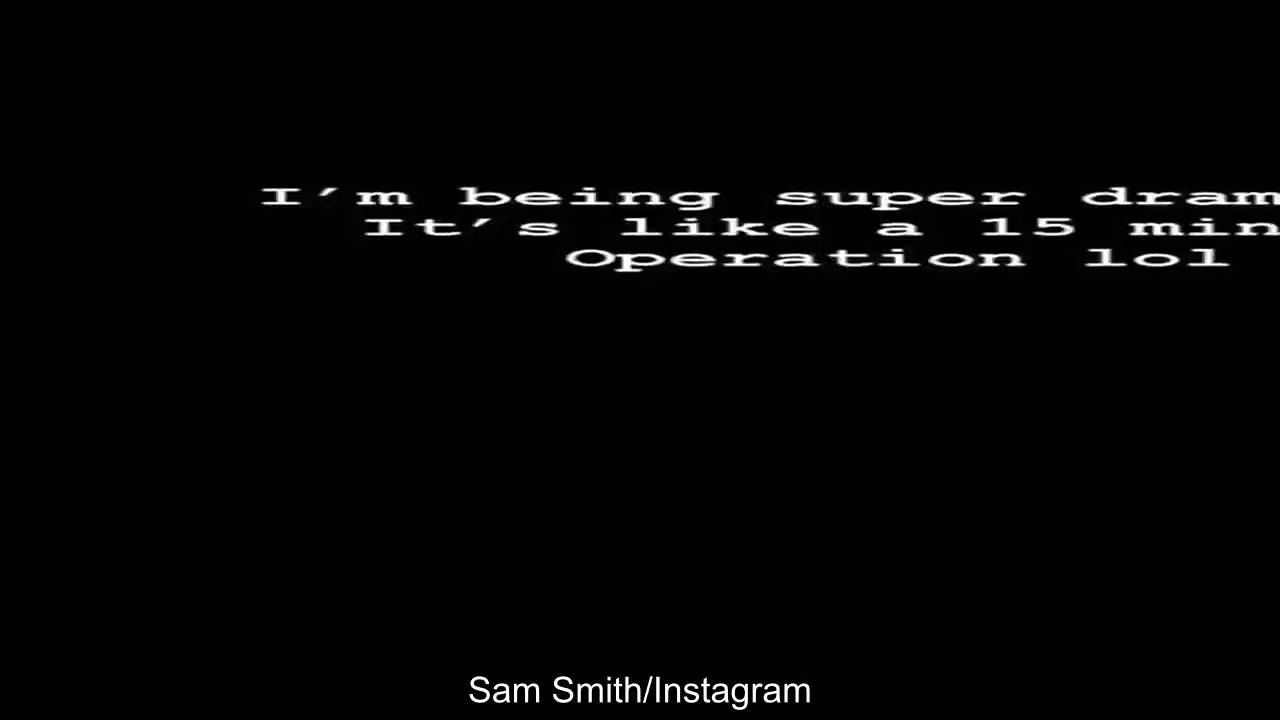 I'm being super dram
It's like a 15 min
Operation lol
Sam Smith/Instagram